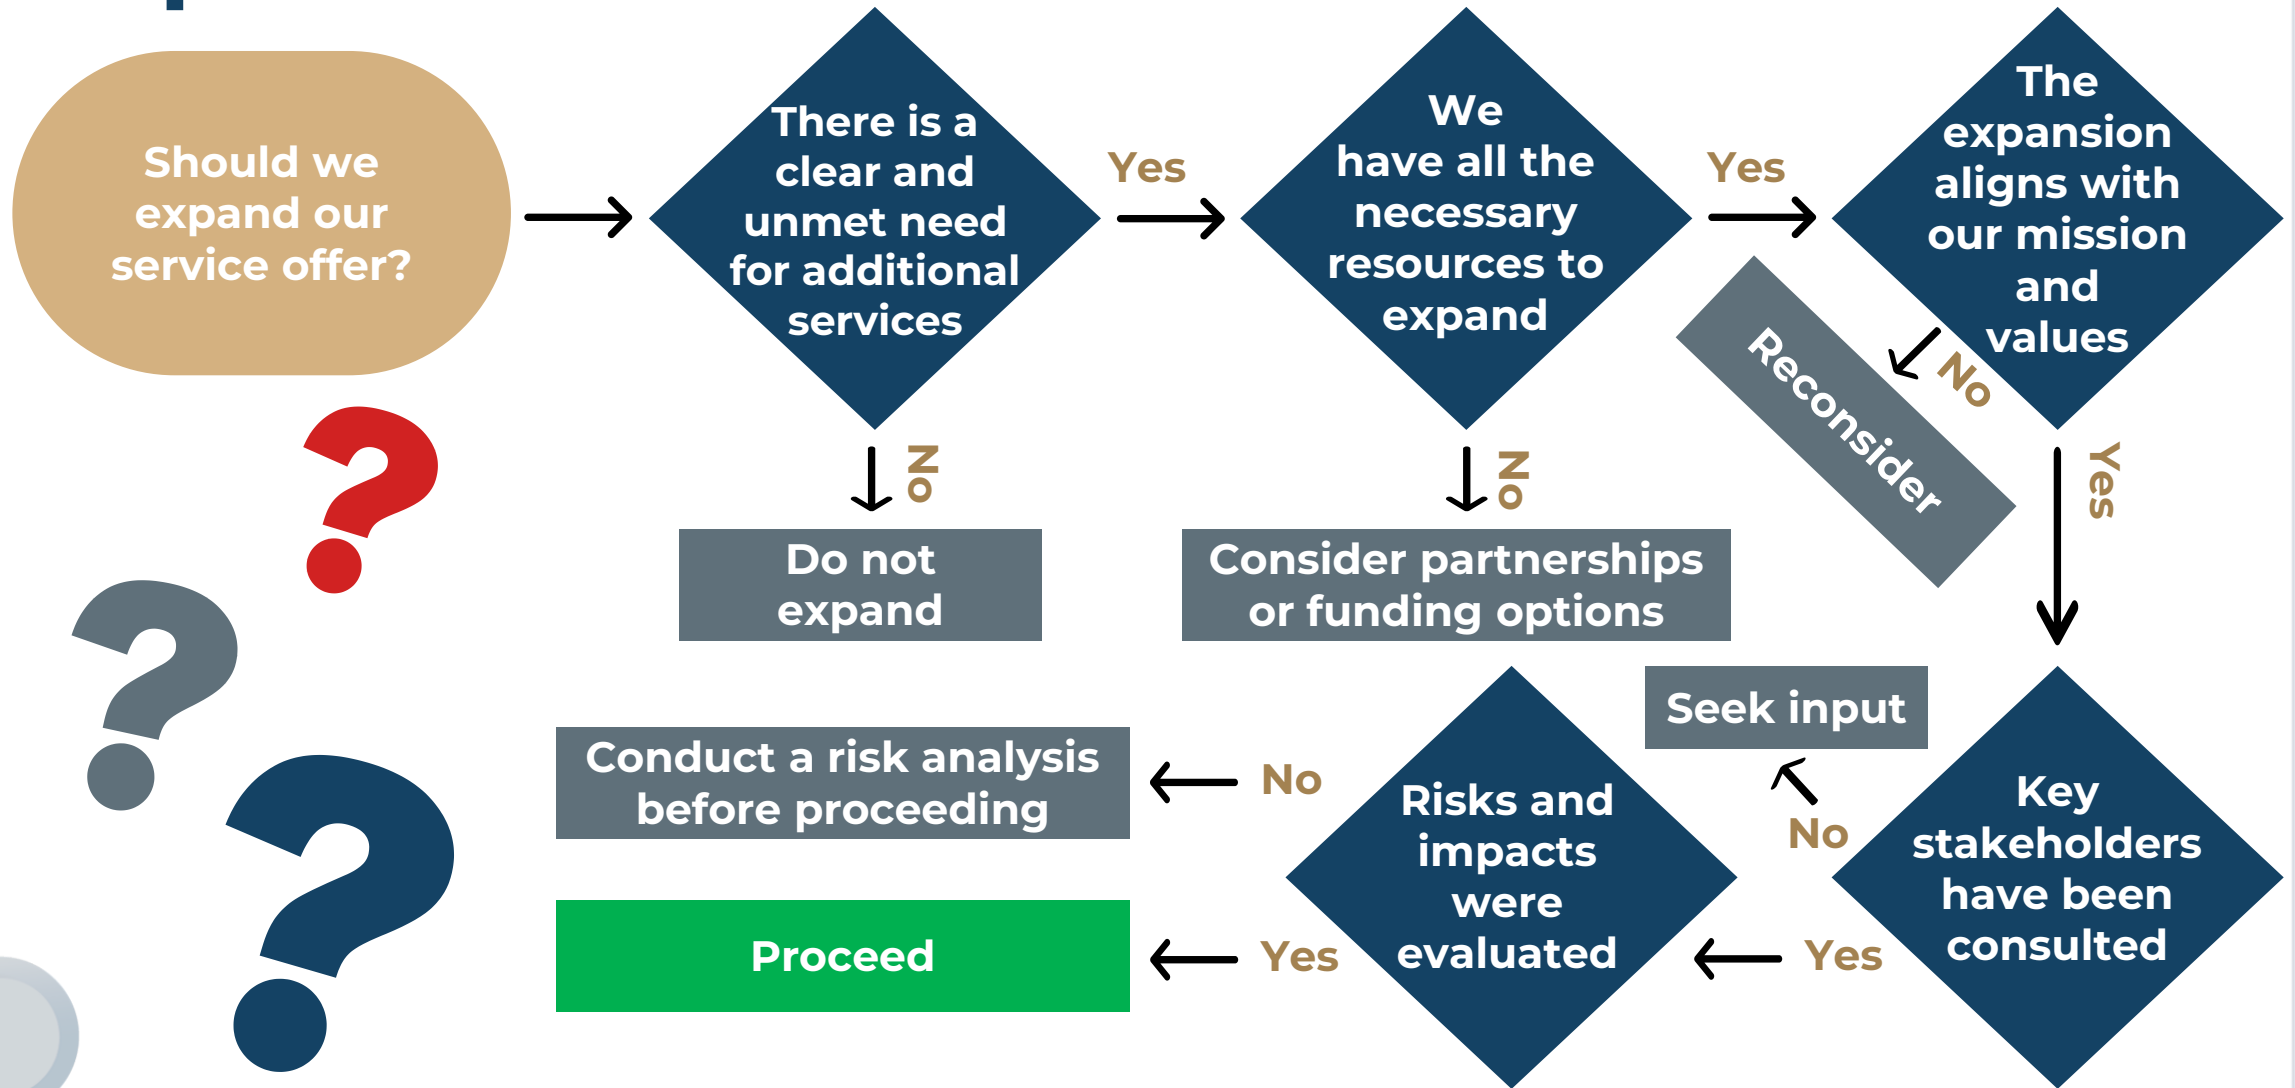 Should we
expand our
service offer?
There is a
clear and
unmet need
for additional
services
Yes
We
have all the
necessary
resources to
expand
Yes
The
expansion
aligns with
our mission
and
values
No
Do not
expand
No
Consider partnerships
or funding options
No
Reconsider
Yes
Key
stakeholders
have been
consulted
No
Seek input
Yes
Risks and
impacts
were
evaluated
No
Conduct a risk analysis
before proceeding
Yes
Proceed